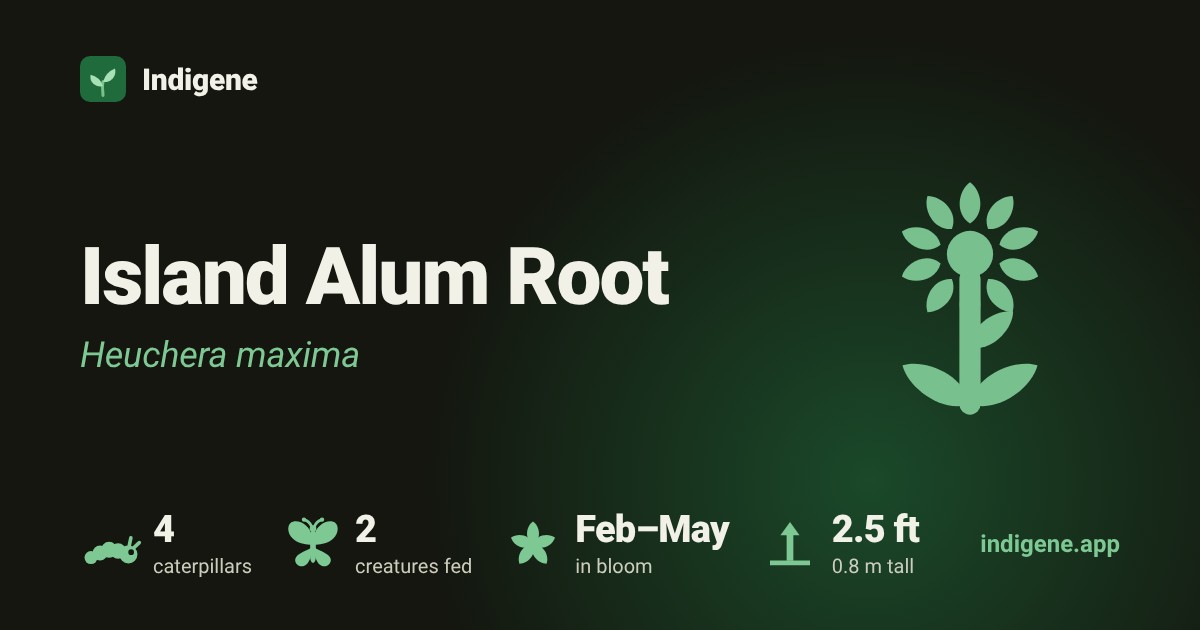 Indigene
Island Alum Root
Heuchera maxima
4
caterpillars
2
creatures fed
Feb–May
in bloom
2.5 ft
0.8 m tall
indigene.app